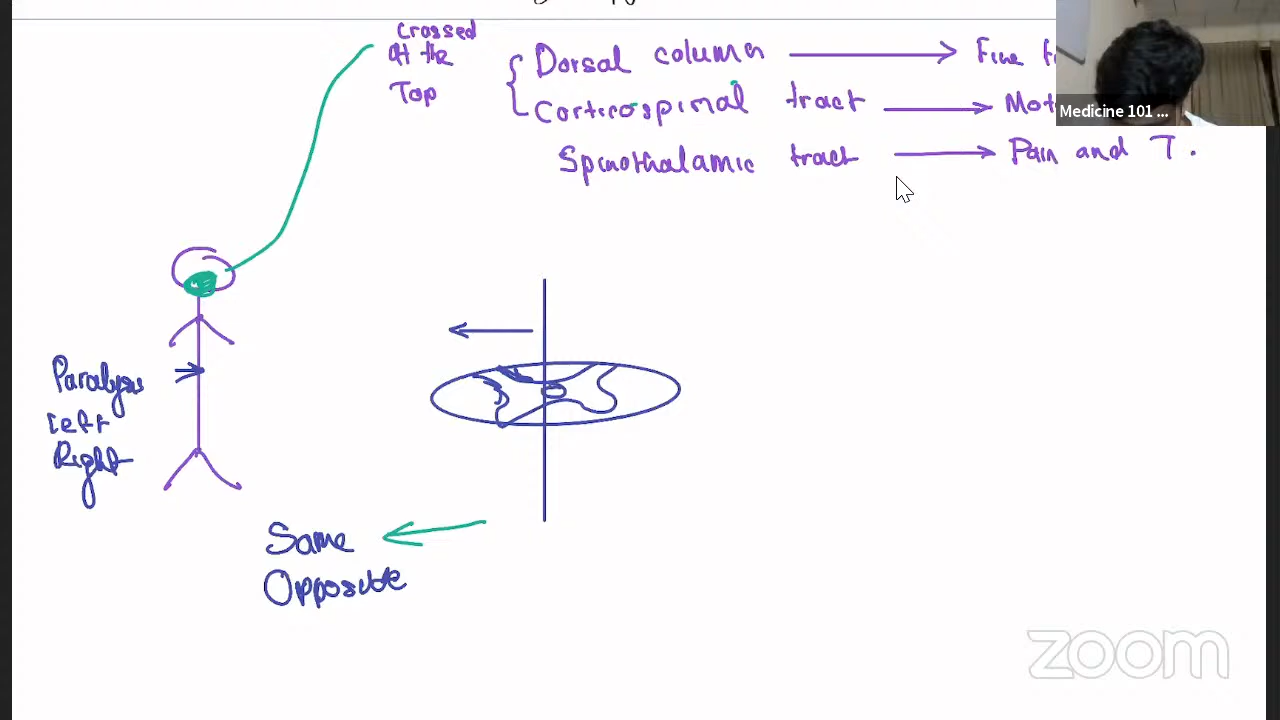 Crossed
At the
Top
Dorsal column → Fine
Corticospinal tract → Mot
Spinothalamic tract → Pain and T.
Medicine 101 ...
Paralysis
Left
Right
Same
Opposite
zoom